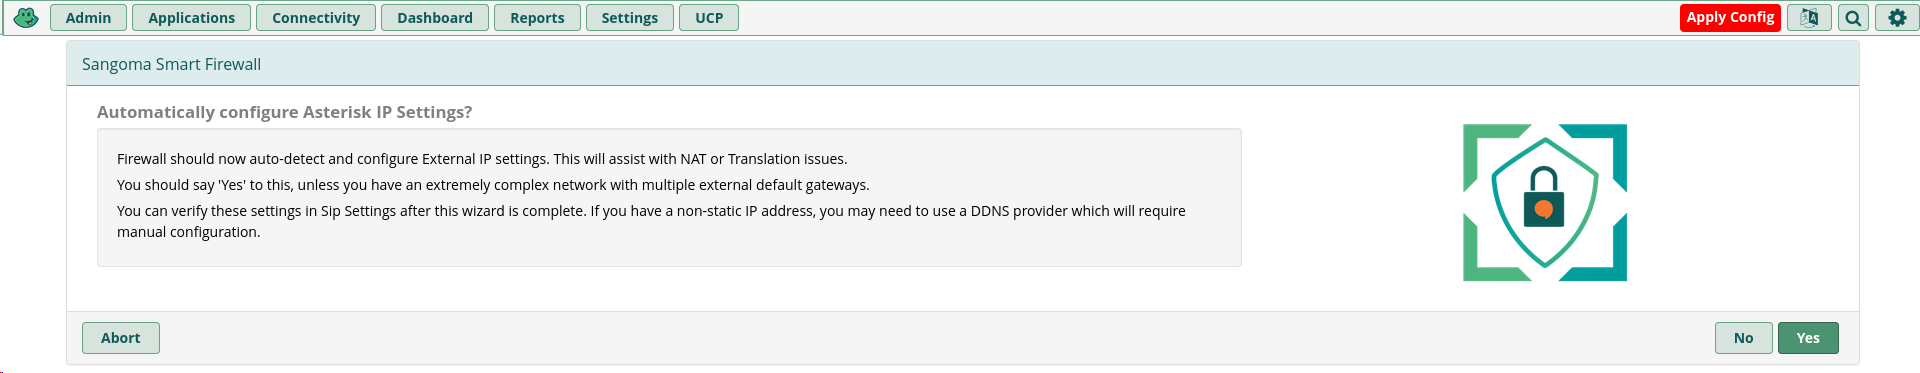 Admin Applications Connectivity Dashboard Reports Settings UCP Apply Config
Sangoma Smart Firewall
Automatically configure Asterisk IP Settings?
Firewall should now auto-detect and configure External IP settings. This will assist with NAT or Translation issues.
You should say 'Yes' to this, unless you have an extremely complex network with multiple external default gateways.
You can verify these settings in Sip Settings after this wizard is complete. If you have a non-static IP address, you may need to use a DDNS provider which will require
manual configuration.
Abort No Yes